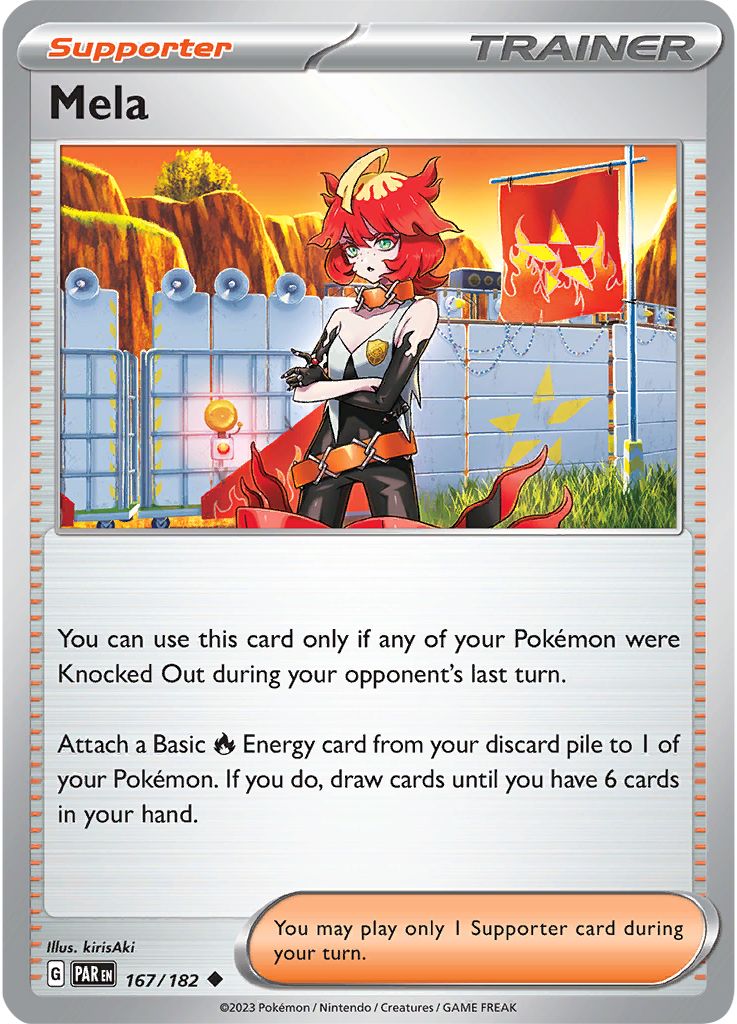 Supporter
TRAINER
Mela
You can use this card only if any of your Pokémon were
Knocked Out during your opponent's last turn.
Attach a Basic Energy card from your discard pile to 1 of
your Pokémon. If you do, draw cards until you have 6 cards
in your hand.
You may play only 1 Supporter card during
your turn.
Illus. kirisAki
G PAR EN 167/182
©2023 Pokémon / Nintendo / Creatures / GAME FREAK